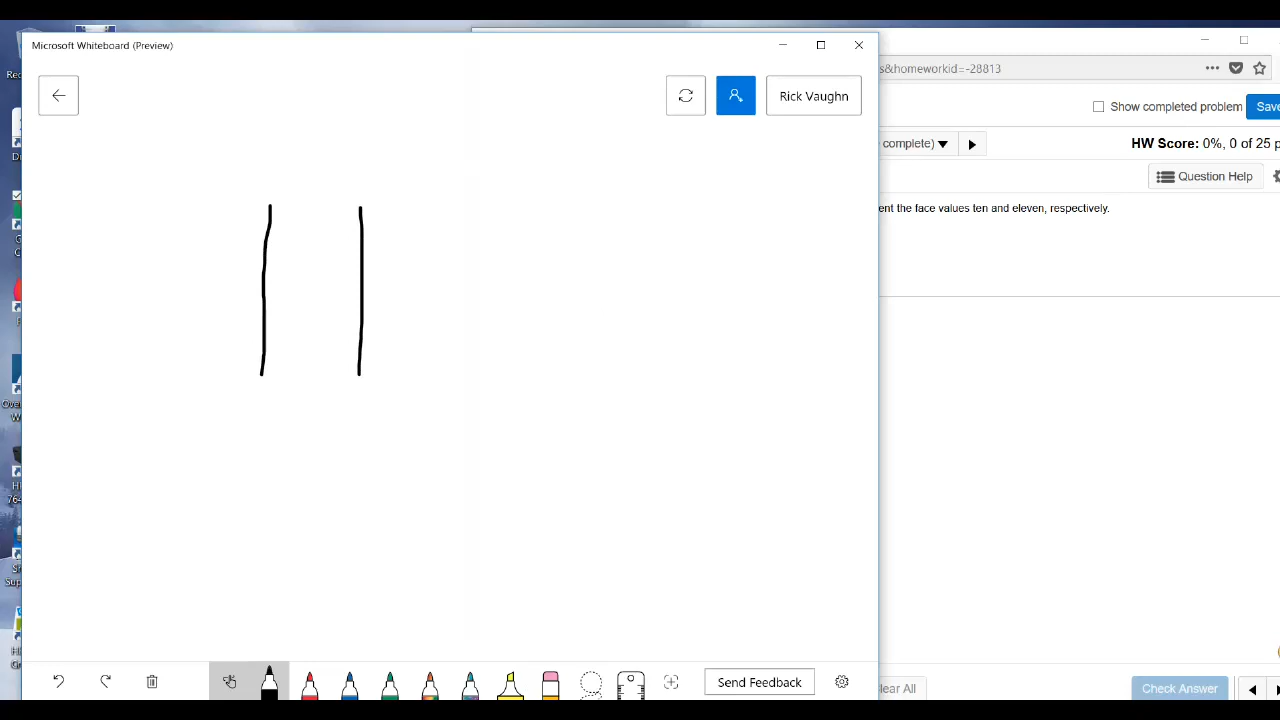 Microsoft Whiteboard (Preview)
s&homeworkid=-28813
Rick Vaughn
Show completed problem
Save
complete)
HW Score: 0%, 0 of 25 p
Question Help
ent the face values ten and eleven, respectively.
Send Feedback
lear All
Check Answer